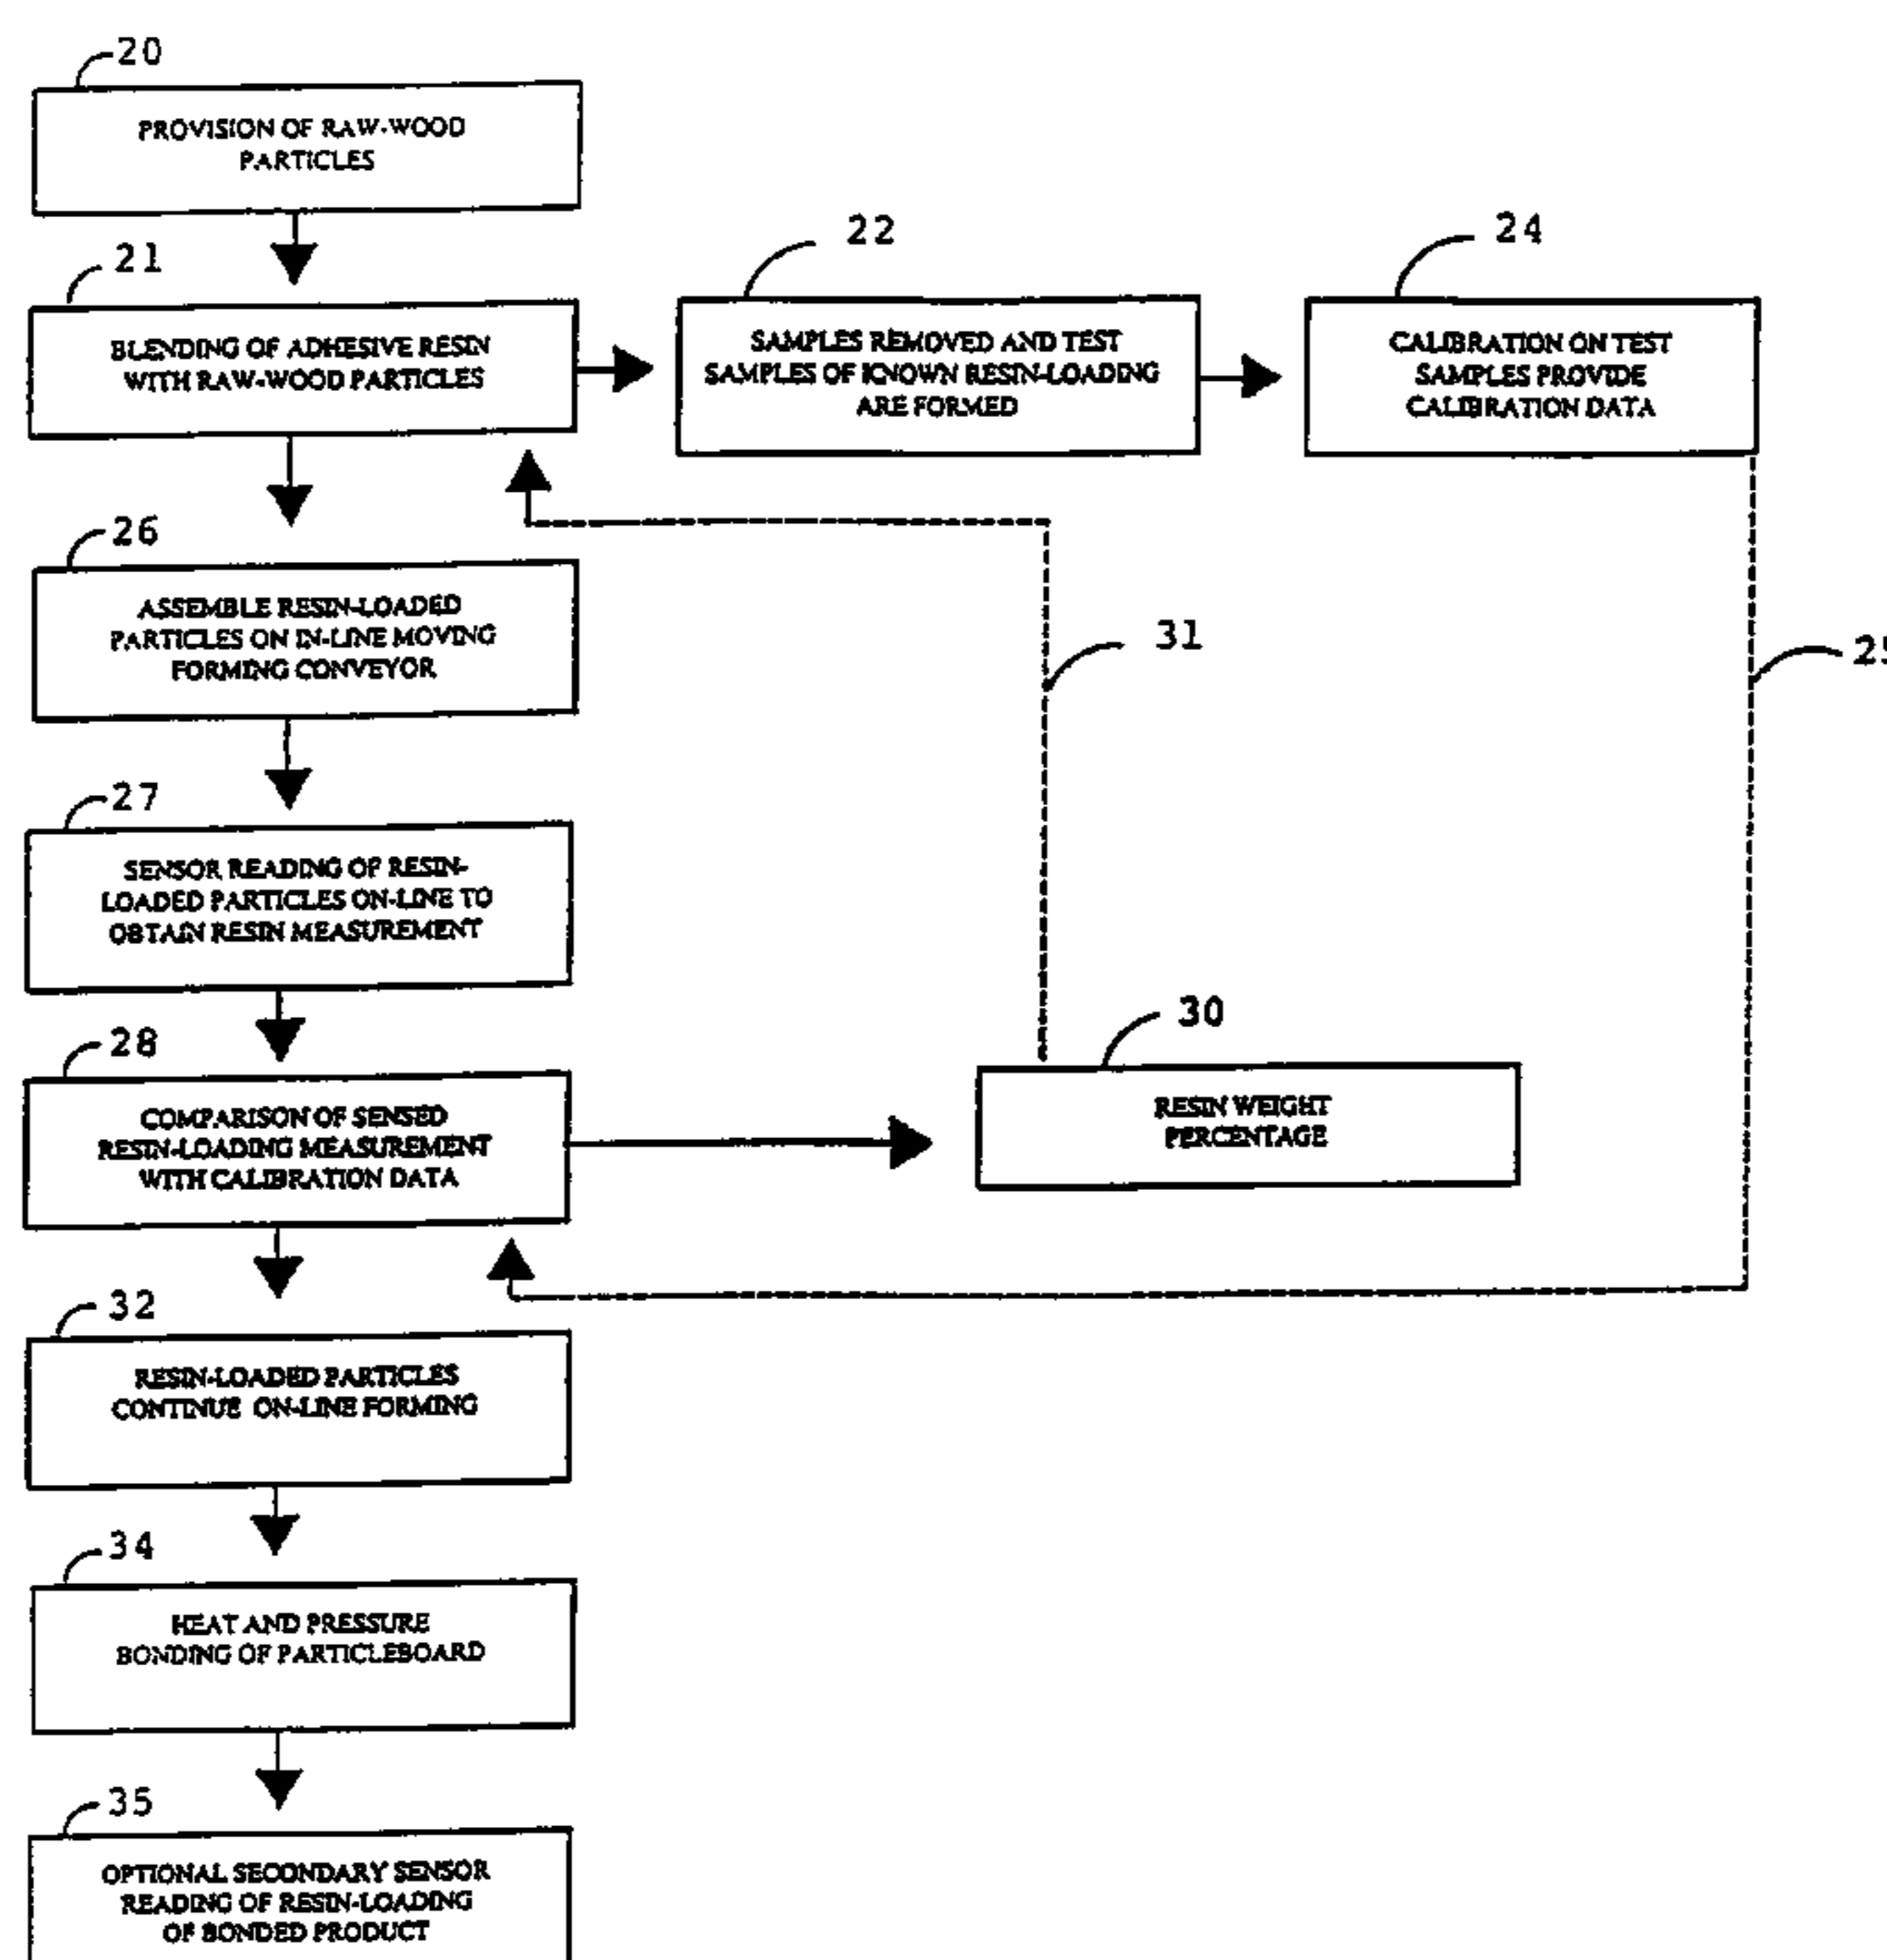 20
PROVISION OF RAW-WOOD
PARTICLES
21
BLENDING OF ADHESIVE RESIN
WITH RAW-WOOD PARTICLES
22
SAMPLES REMOVED AND TEST
SAMPLES OF KNOWN RESIN-LOADING
ARE FORMED
24
CALIBRATION ON TEST
SAMPLES PROVIDE
CALIBRATION DATA
26
ASSEMBLE RESIN-LOADED
PARTICLES ON IN-LINE MOVING
FORMING CONVEYOR
31
27
SENSOR READING OF RESIN-
LOADED PARTICLES ON-LINE TO
OBTAIN RESIN MEASUREMENT
28
COMPARISON OF SENSED
RESIN-LOADING MEASUREMENT
WITH CALIBRATION DATA
30
RESIN WEIGHT
PERCENTAGE
32
RESIN-LOADED PARTICLES
CONTINUE ON-LINE FORMING
34
HEAT AND PRESSURE
BONDING OF PARTICLEBOARD
35
OPTIONAL SECONDARY SENSOR
READING OF RESIN-LOADING
OF BONDED PRODUCT